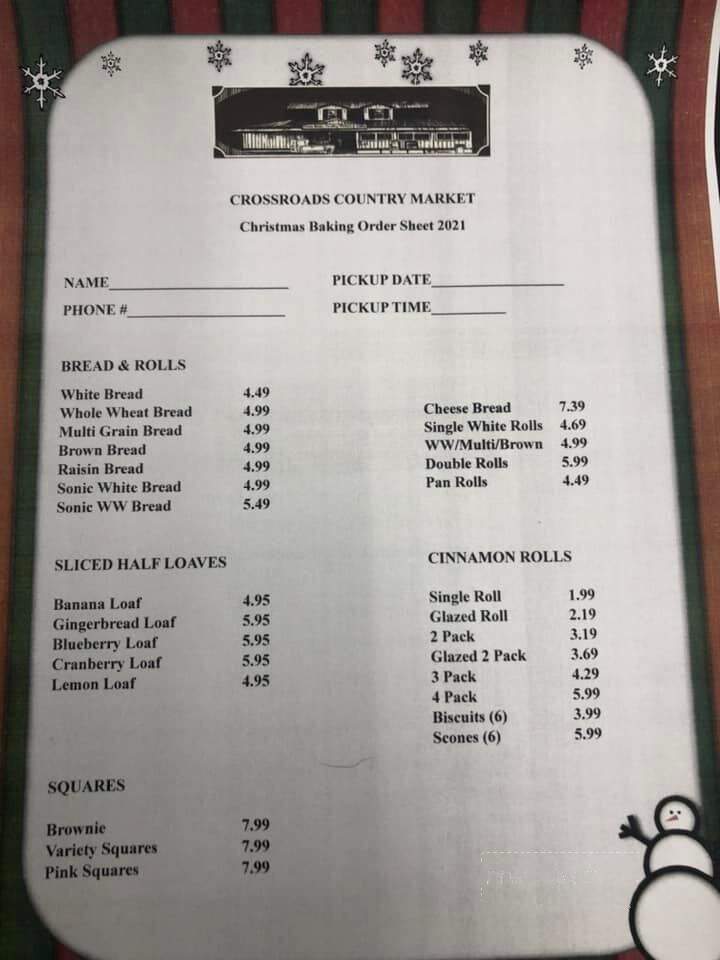 CROSSROADS COUNTRY MARKET
Christmas Baking Order Sheet 2021
NAME
PICKUP DATE
PHONE #
PICKUP TIME
BREAD & ROLLS
White Bread 4.49
Whole Wheat Bread 4.99
Multi Grain Bread 4.99
Brown Bread 4.99
Raisin Bread 4.99
Sonic White Bread 4.99
Sonic WW Bread 5.49
Cheese Bread 7.39
Single White Rolls 4.69
WW/Multi/Brown 4.99
Double Rolls 5.99
Pan Rolls 4.49
SLICED HALF LOAVES
Banana Loaf 4.95
Gingerbread Loaf 5.95
Blueberry Loaf 5.95
Cranberry Loaf 5.95
Lemon Loaf 4.95
CINNAMON ROLLS
Single Roll 1.99
Glazed Roll 2.19
2 Pack 3.19
Glazed 2 Pack 3.69
3 Pack 4.29
4 Pack 5.99
Biscuits (6) 3.99
Scones (6) 5.99
SQUARES
Brownie 7.99
Variety Squares 7.99
Pink Squares 7.99